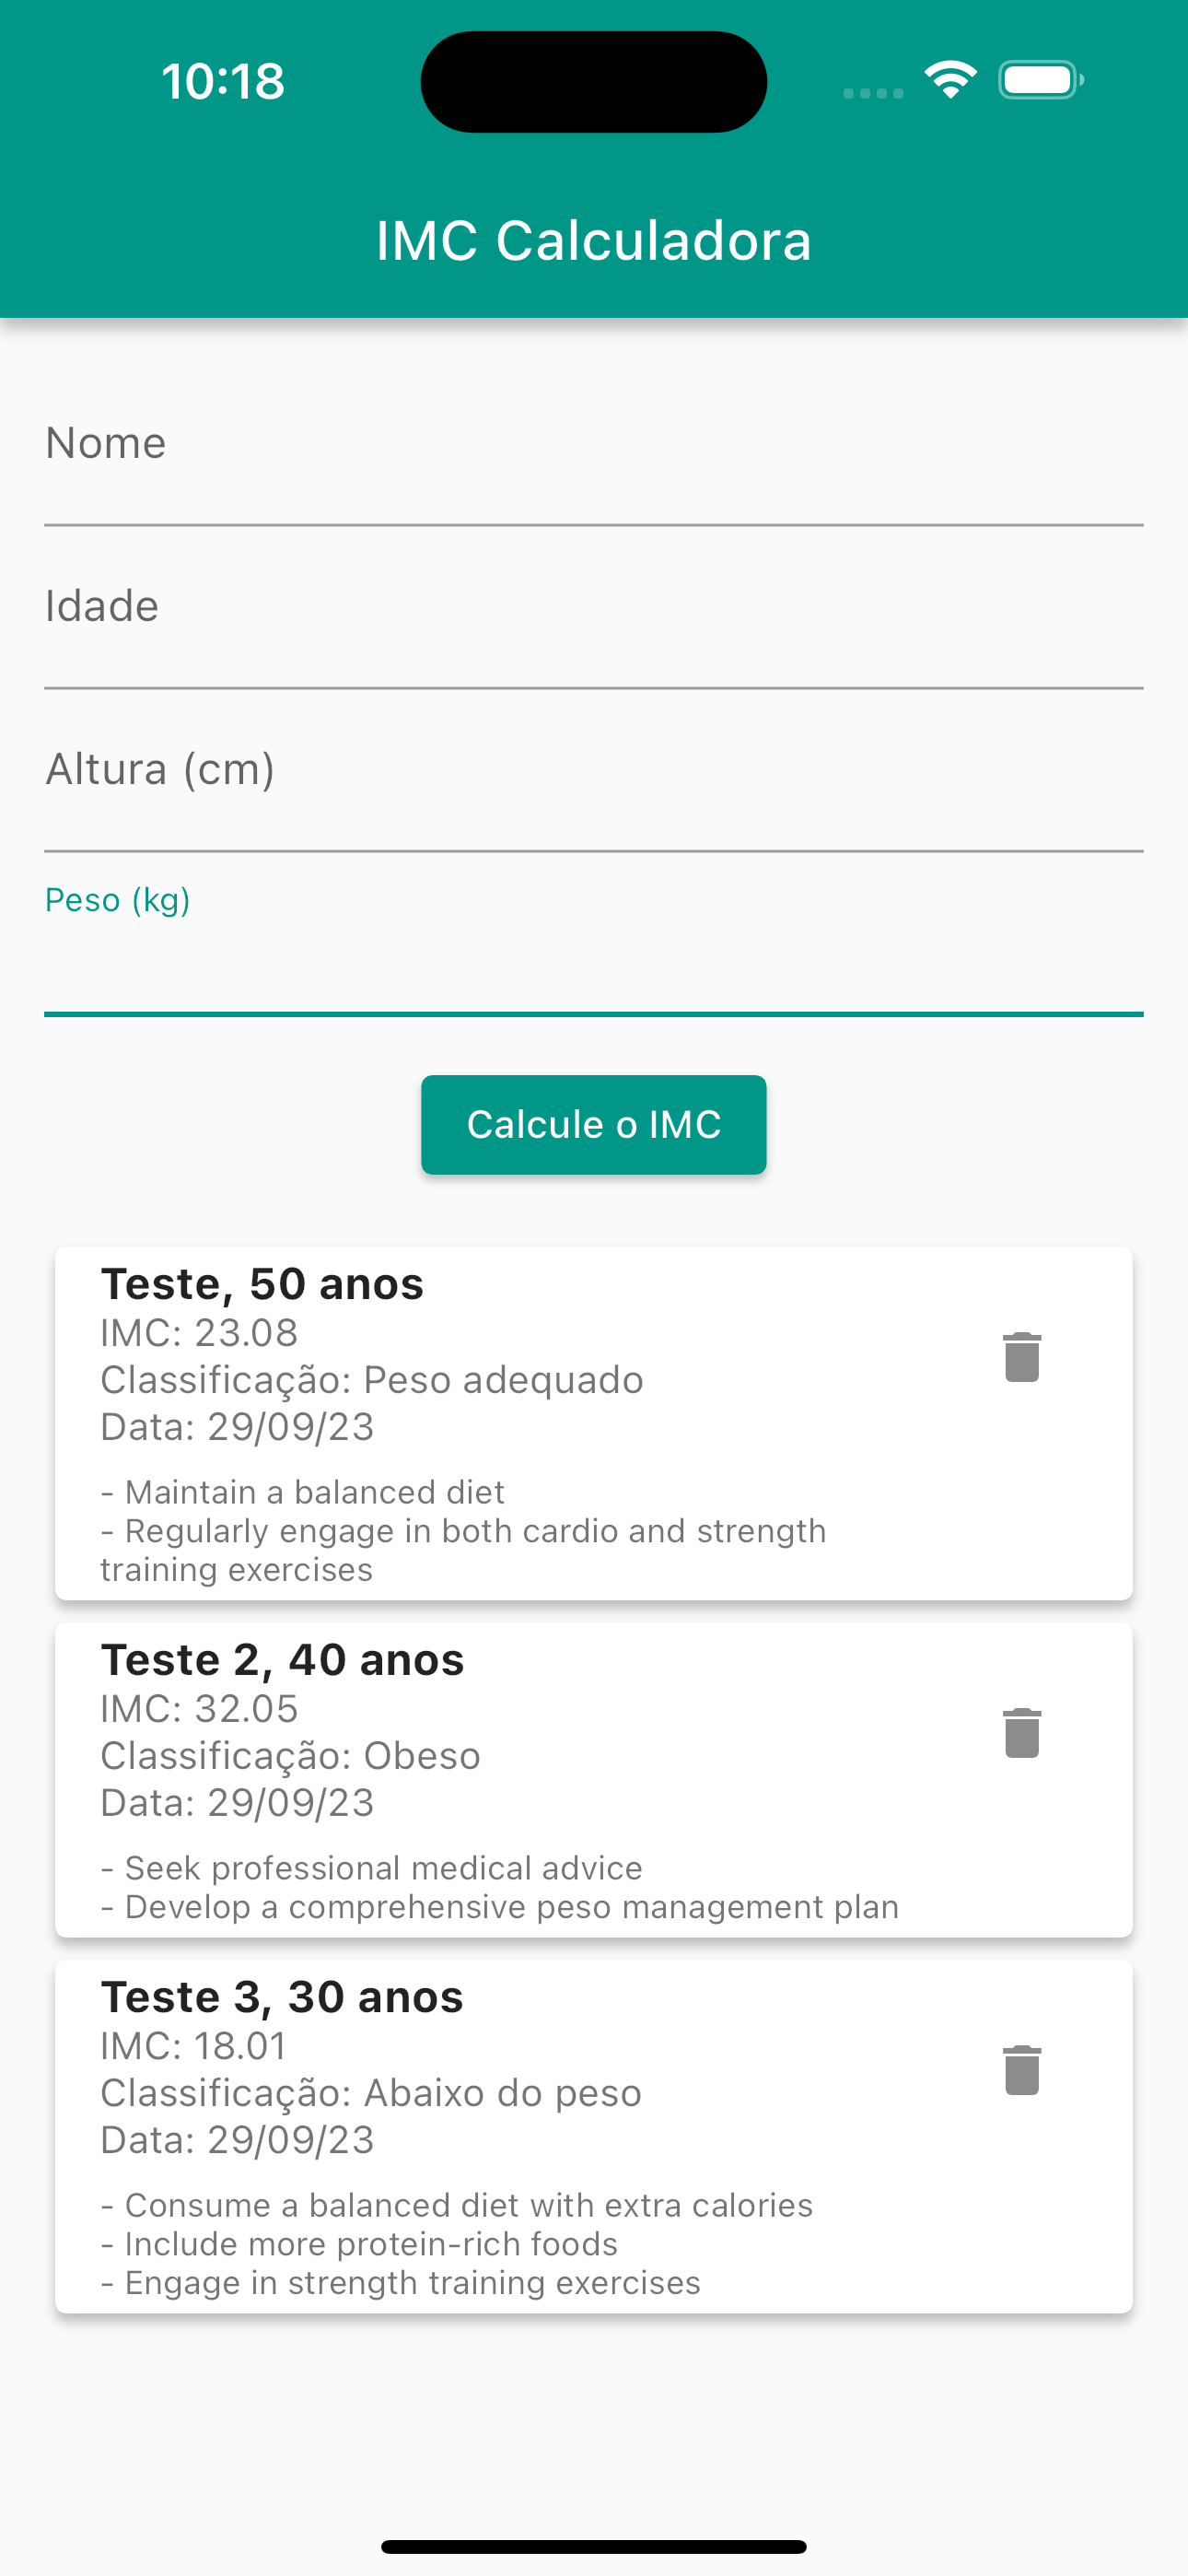 10:18
IMC Calculadora
Nome
Idade
Altura (cm)
Peso (kg)
Calcule o IMC
Teste, 50 anos
IMC: 23.08
Classificação: Peso adequado
Data: 29/09/23
- Maintain a balanced diet
- Regularly engage in both cardio and strength
training exercises
Teste 2, 40 anos
IMC: 32.05
Classificação: Obeso
Data: 29/09/23
- Seek professional medical advice
- Develop a comprehensive peso management plan
Teste 3, 30 anos
IMC: 18.01
Classificação: Abaixo do peso
Data: 29/09/23
- Consume a balanced diet with extra calories
- Include more protein-rich foods
- Engage in strength training exercises